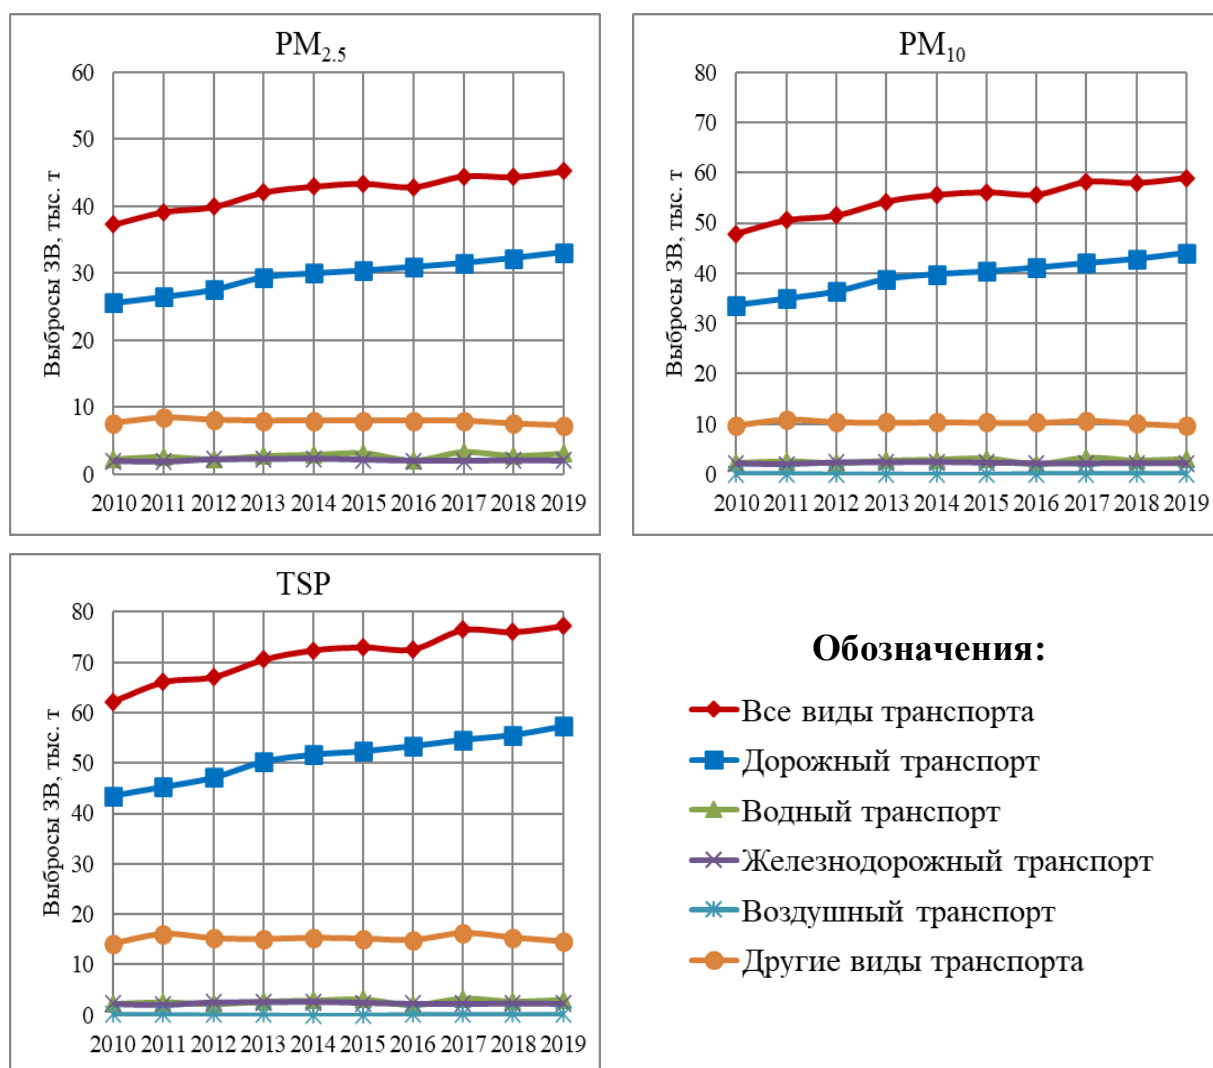 PM2.5
60
50
40
30
20
10
0
Выбросы ЗВ, тыс. т
2010 2011 2012 2013 2014 2015 2016 2017 2018 2019
PM10
80
70
60
50
40
30
20
10
0
Выбросы ЗВ, тыс. т
2010 2011 2012 2013 2014 2015 2016 2017 2018 2019
TSP
80
70
60
50
40
30
20
10
0
Выбросы ЗВ, тыс. т
2010 2011 2012 2013 2014 2015 2016 2017 2018 2019
Обозначения:
Все виды транспорта
Дорожный транспорт
Водный транспорт
Железнодорожный транспорт
Воздушный транспорт
Другие виды транспорта